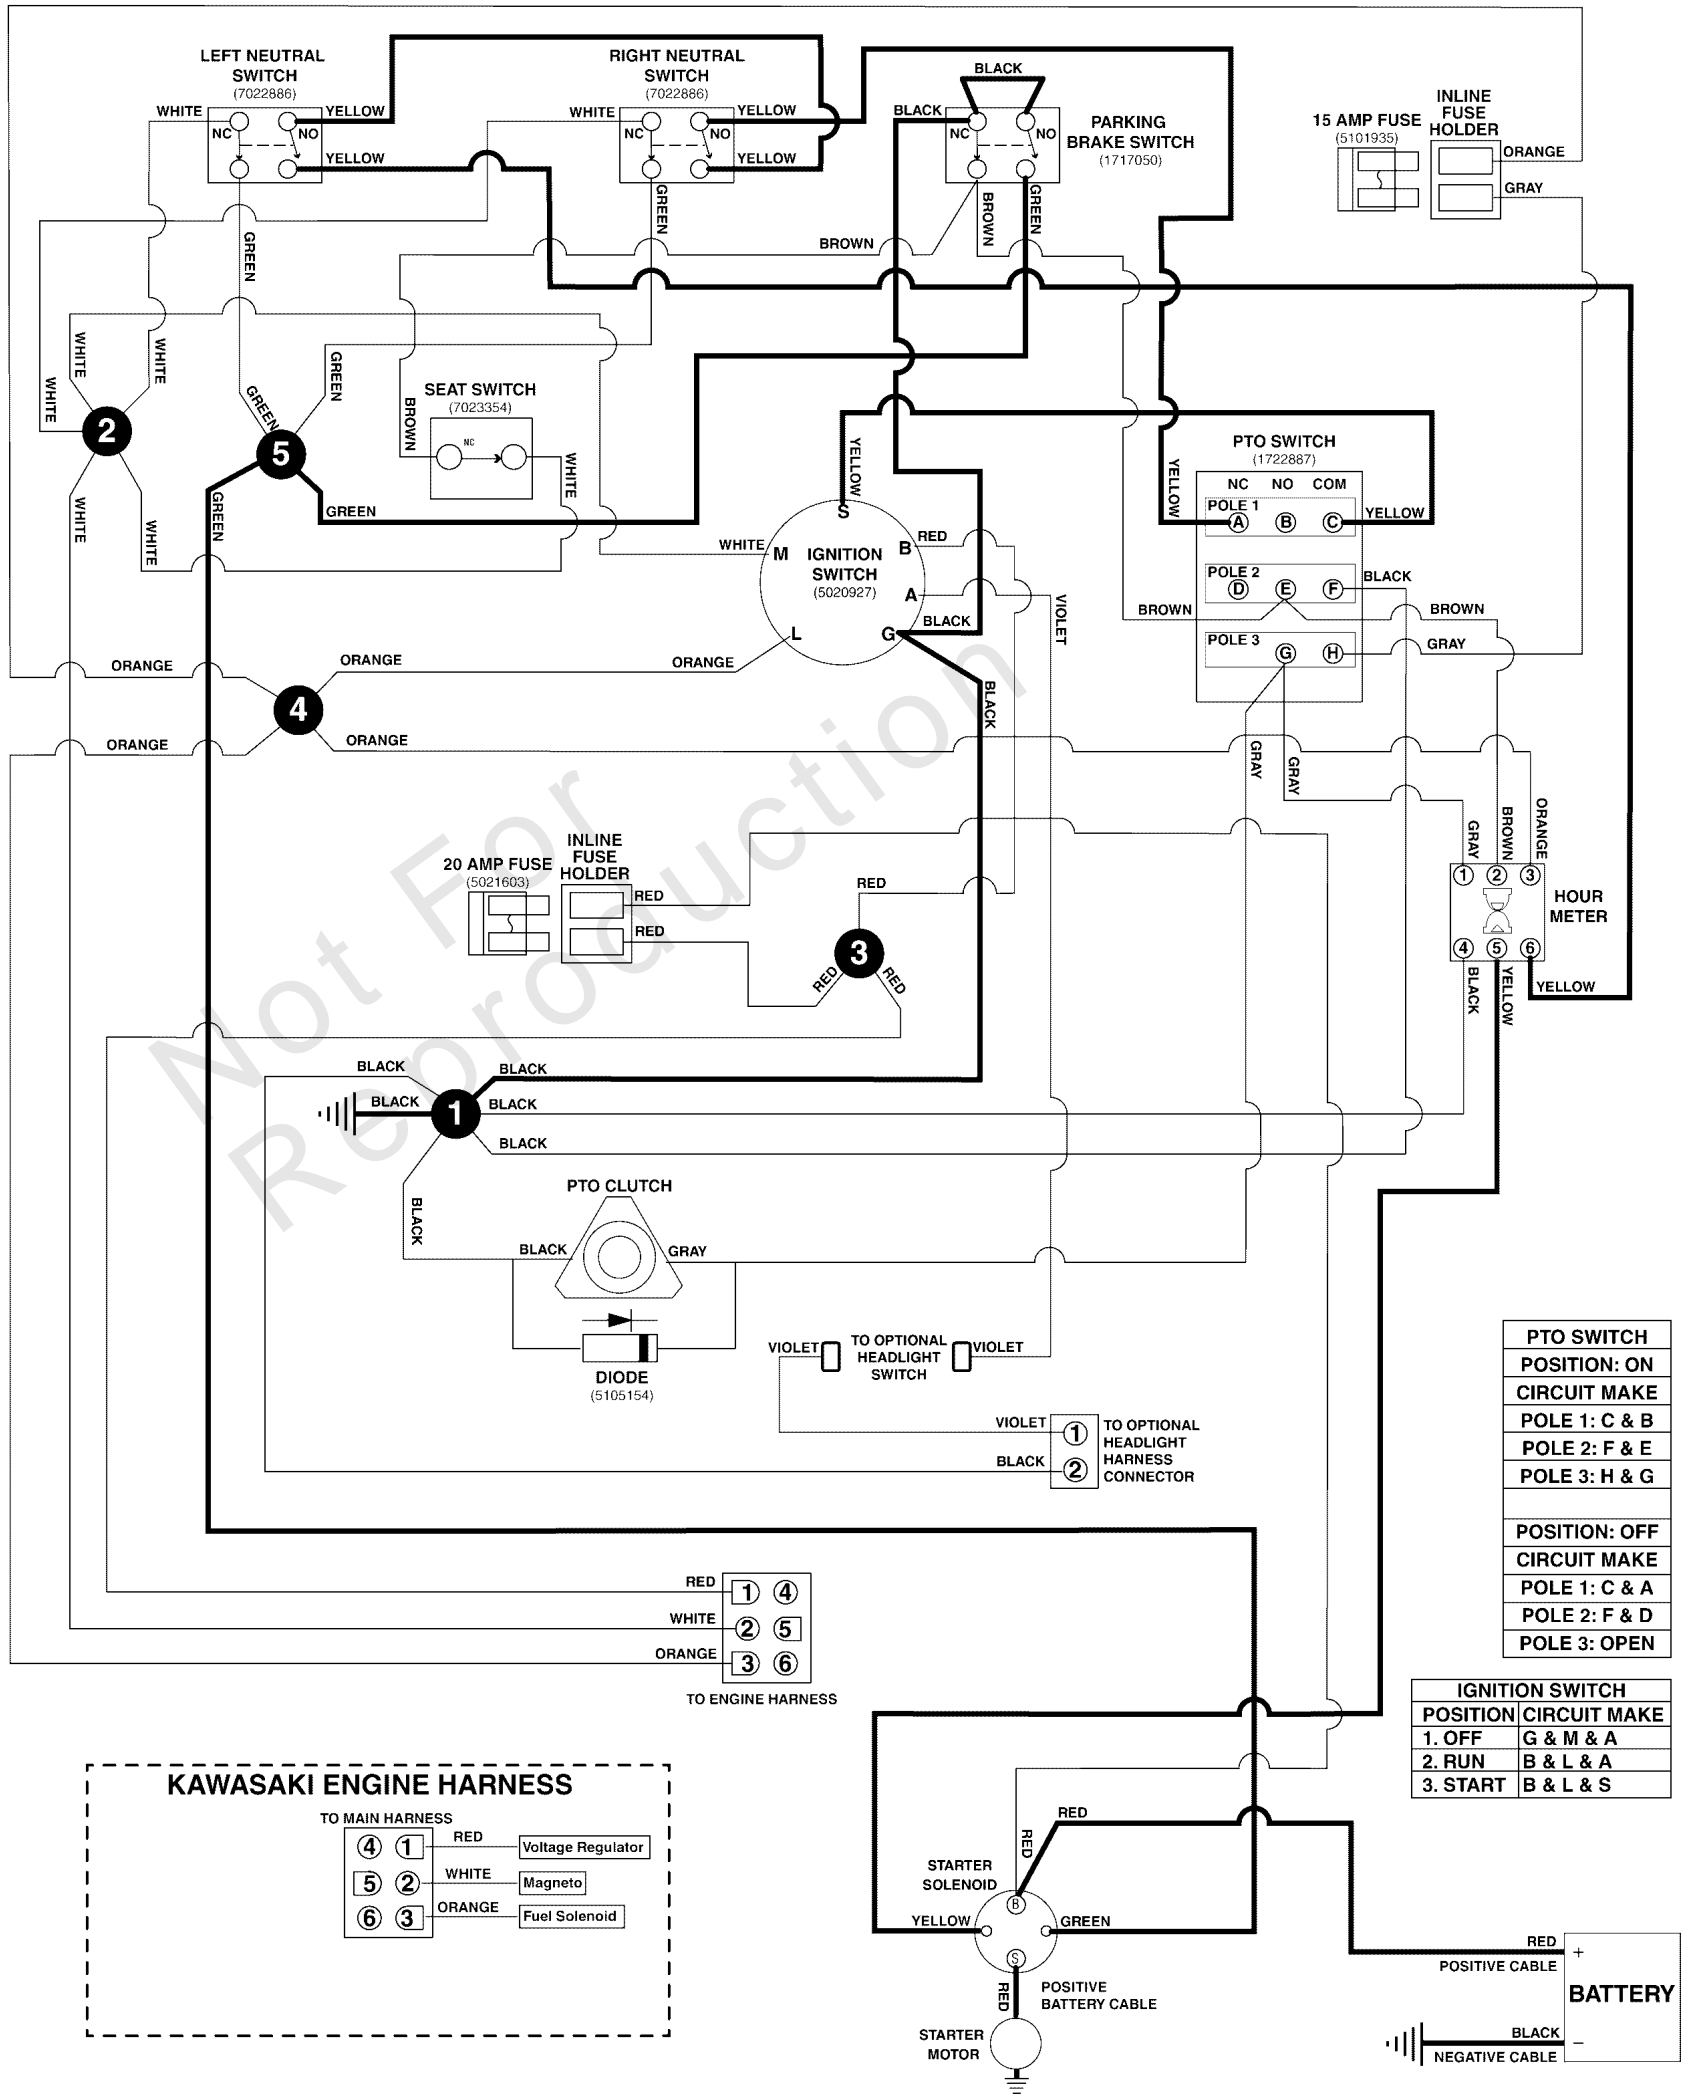 LEFT NEUTRAL
SWITCH
(7022886)
WHITE
YELLOW
NC
NO
YELLOW
GREEN
RIGHT NEUTRAL
SWITCH
(7022886)
WHITE
YELLOW
NC
NO
YELLOW
GREEN
BLACK
BLACK
NC
NO
PARKING
BRAKE SWITCH
(1717050)
BROWN
GREEN
BROWN
15 AMP FUSE
(5101935)
INLINE
FUSE
HOLDER
ORANGE
GRAY
WHITE
WHITE
WHITE
2
WHITE
WHITE
GREEN
GREEN
5
GREEN
GREEN
SEAT SWITCH
(7023354)
BROWN
NC
WHITE
YELLOW
S
WHITE
M
IGNITION
SWITCH
(5020927)
B
RED
A
VIOLET
G
BLACK
L
BLACK
PTO SWITCH
(1722887)
NC NO COM
YELLOW
POLE 1
A B C
YELLOW
POLE 2
D E F
BLACK
BROWN
BROWN
POLE 3
G H
GRAY
GRAY
GRAY
ORANGE
ORANGE
ORANGE
4
ORANGE
ORANGE
GRAY
BROWN
ORANGE
1 2 3
HOUR
METER
4 5 6
BLACK
YELLOW
YELLOW
20 AMP FUSE
(5021603)
INLINE
FUSE
HOLDER
RED
RED
RED
3
RED
RED
Not For
Reproduction
BLACK
BLACK
BLACK
1
BLACK
BLACK
BLACK
PTO CLUTCH
BLACK
GRAY
DIODE
(5105154)
VIOLET
TO OPTIONAL
HEADLIGHT
SWITCH
VIOLET
VIOLET
1
BLACK
2
TO OPTIONAL
HEADLIGHT
HARNESS
CONNECTOR
RED
1 4
WHITE
2 5
ORANGE
3 6
TO ENGINE HARNESS
PTO SWITCH
POSITION: ON
CIRCUIT MAKE
POLE 1: C & B
POLE 2: F & E
POLE 3: H & G
POSITION: OFF
CIRCUIT MAKE
POLE 1: C & A
POLE 2: F & D
POLE 3: OPEN
IGNITION SWITCH
POSITION CIRCUIT MAKE
1. OFF G & M & A
2. RUN B & L & A
3. START B & L & S
KAWASAKI ENGINE HARNESS
TO MAIN HARNESS
4 1 RED Voltage Regulator
5 2 WHITE Magneto
6 3 ORANGE Fuel Solenoid
RED
RED
STARTER
SOLENOID
B
YELLOW
GREEN
S
RED
POSITIVE
BATTERY CABLE
STARTER
MOTOR
RED
+
POSITIVE CABLE
BATTERY
BLACK
–
NEGATIVE CABLE